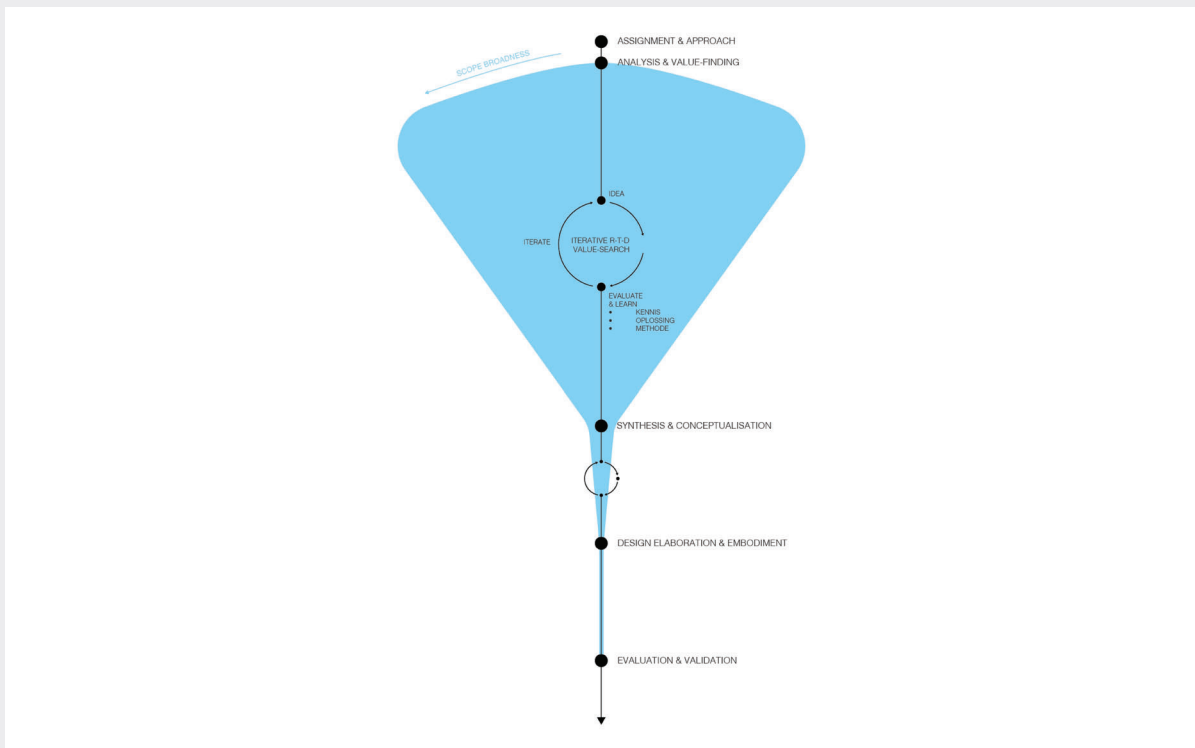 ASSIGNMENT & APPROACH
SCOPE BROADNESS
ANALYSIS & VALUE-FINDING
IDEA
ITERATE
ITERATIVE R-T-D
VALUE-SEARCH
EVALUATE
& LEARN
• KENNIS
• OPLOSSING
• METHODE
SYNTHESIS & CONCEPTUALISATION
DESIGN ELABORATION & EMBODIMENT
EVALUATION & VALIDATION